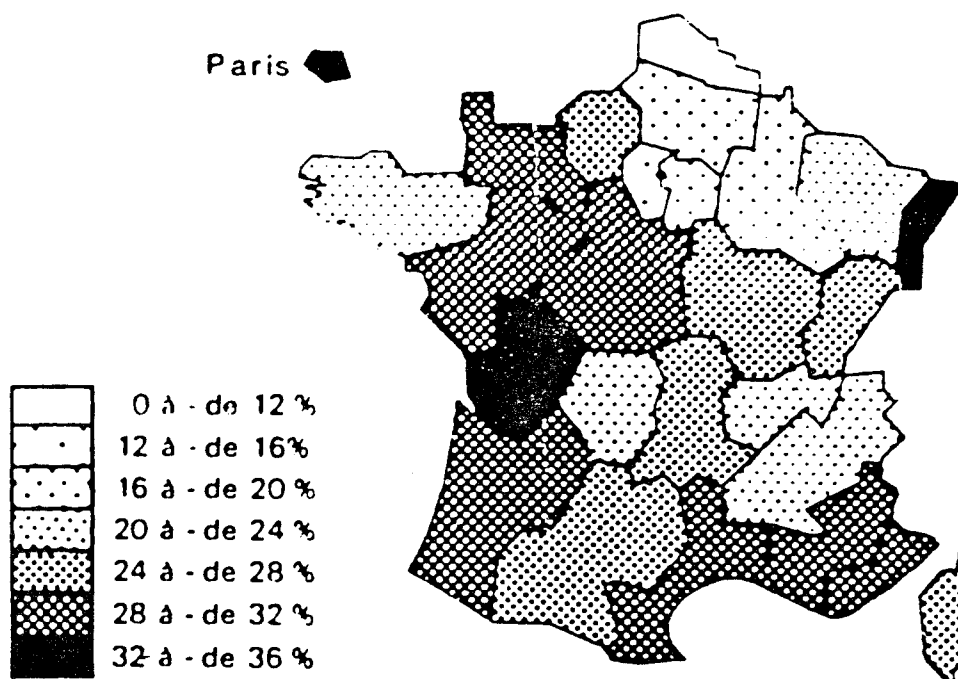 Paris
0 à - de 12 %
12 à - de 16 %
16 à - de 20 %
20 à - de 24 %
24 à - de 28 %
28 à - de 32 %
32 à - de 36 %